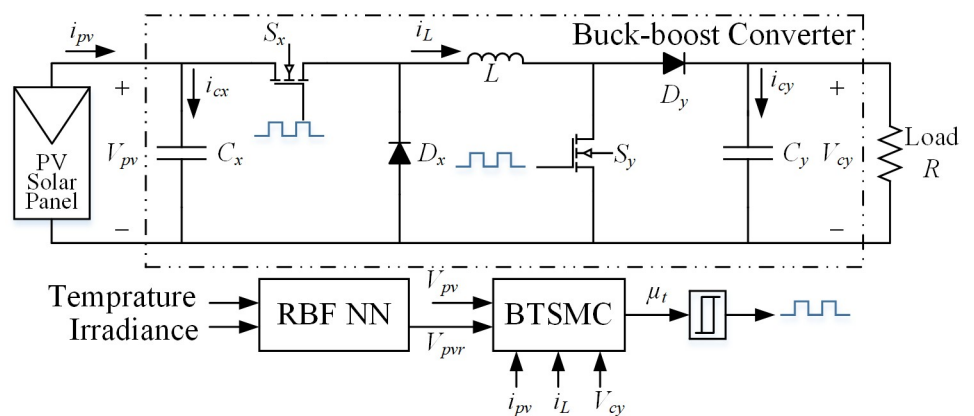 i_pv
S_x
i_L
Buck-boost Converter
L
D_y
+
i_cx
i_cy
+
PV
Solar
Panel
V_pv
C_x
D_x
S_y
C_y
V_cy
Load
R
−
−
Temprature
Irradiance
RBF NN
V_pv
V_pvr
BTSMC
μ_t
i_pv
i_L
V_cy